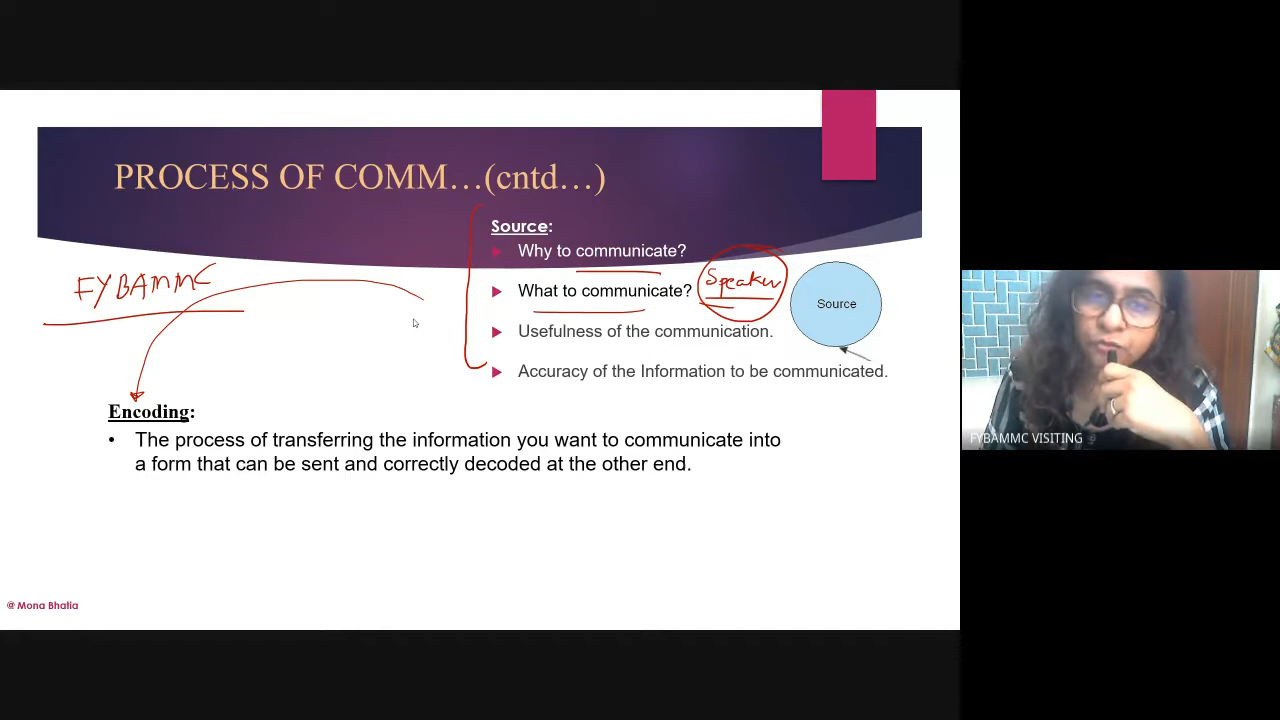 PROCESS OF COMM…(cntd…)
Source:
Why to communicate?
What to communicate?
Speaker
Source
Usefulness of the communication.
Accuracy of the Information to be communicated.
FYBAMMC
Encoding:
• The process of transferring the information you want to communicate into
a form that can be sent and correctly decoded at the other end.
FYBAMMC VISITING
@ Mona Bhatia